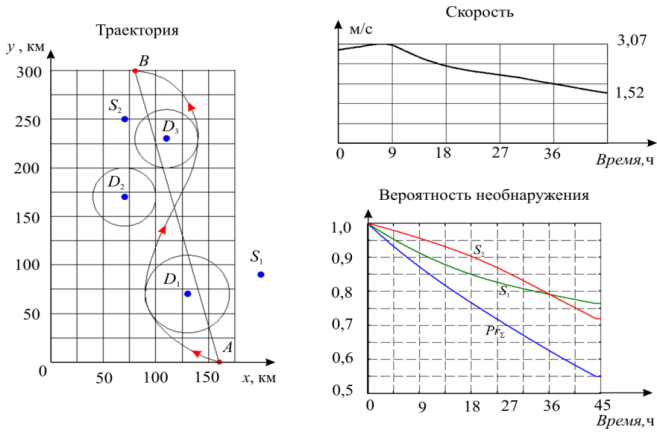 Траектория
y , км
300
250
200
150
100
50
0
50
100
150
x, км
B
S₂
D₃
D₂
S₁
D₁
A
Скорость
м/с
3,07
1,52
0
9
18
27
36
Время,ч
Вероятность необнаружения
1,0
0,9
0,8
0,7
0,6
0,5
S₂
S₁
Pr_Σ
0
9
18
27
36
45
Время,ч